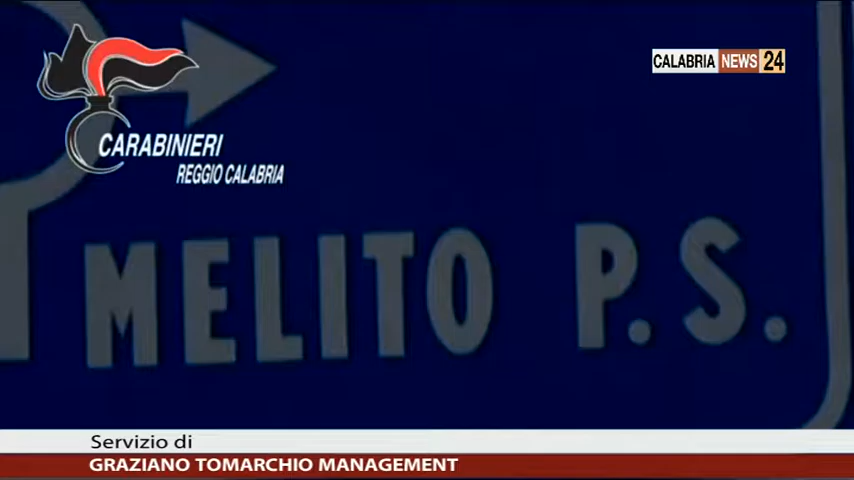 CARABINIERI
REGGIO CALABRIA
CALABRIA NEWS 24
MELITO P.S.
Servizio di
GRAZIANO TOMARCHIO MANAGEMENT